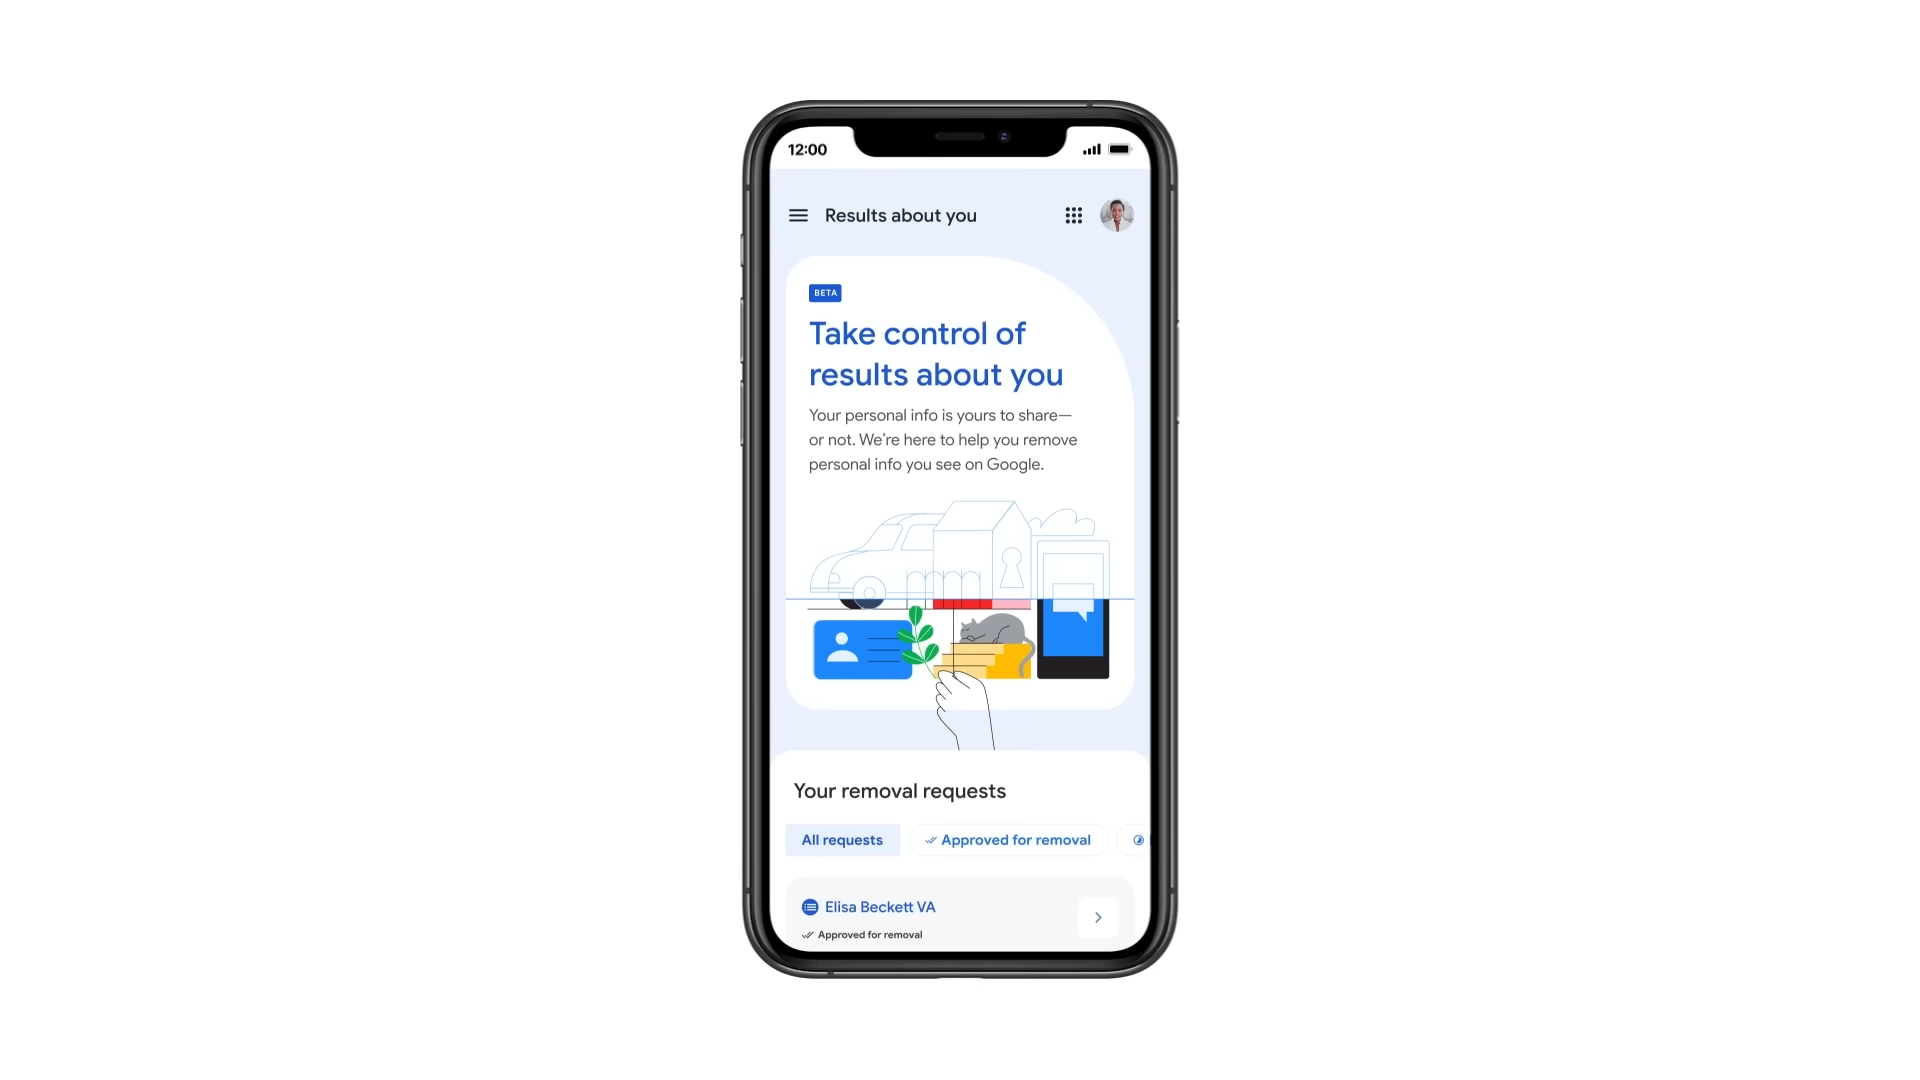 12:00
Results about you
BETA
Take control of
results about you
Your personal info is yours to share—
or not. We’re here to help you remove
personal info you see on Google.
Your removal requests
All requests
Approved for removal
Elisa Beckett VA
Approved for removal